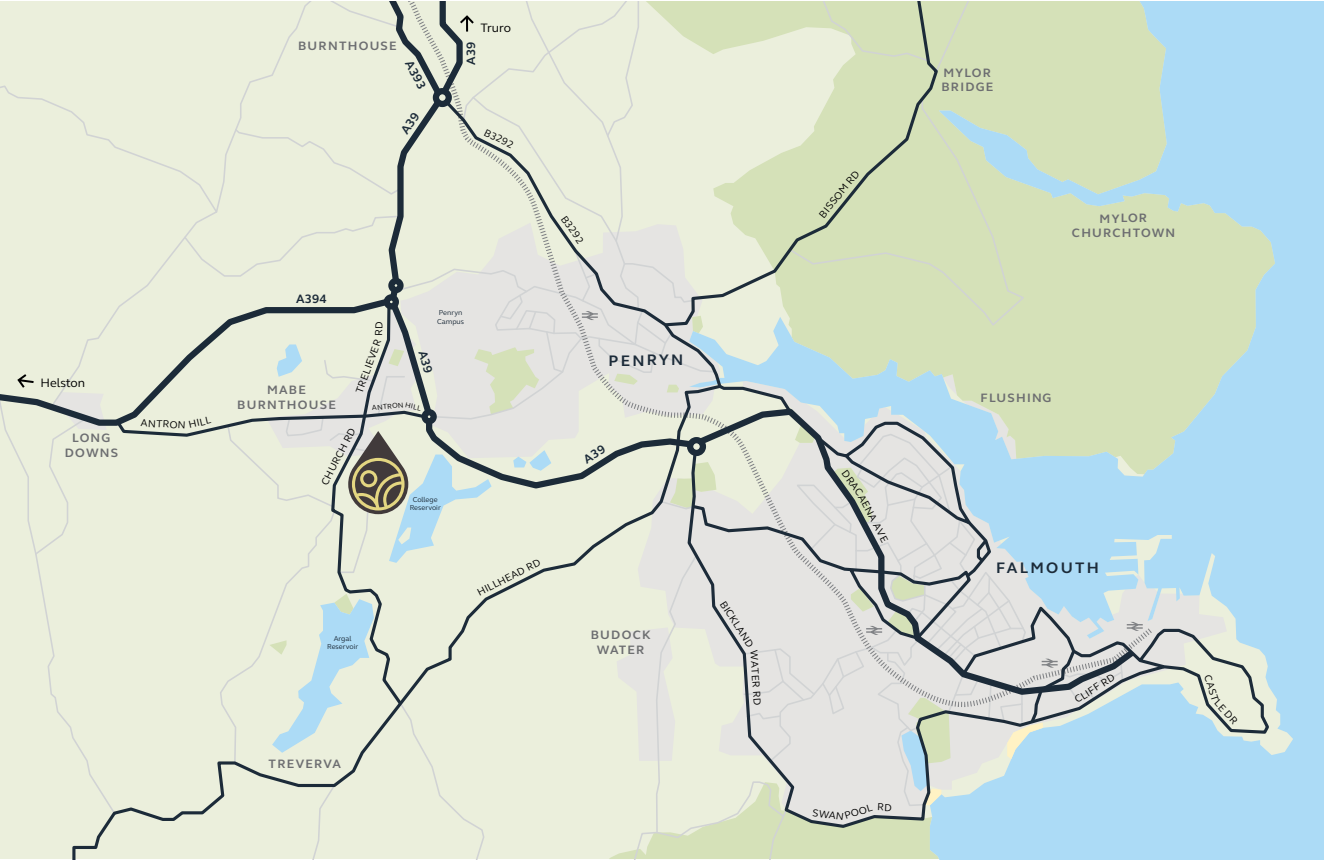 Truro
BURNTHOUSE
A39
A393
MYLOR
BRIDGE
A39
B3292
BISSOM RD
B3292
MYLOR
CHURCHTOWN
A394
Penryn
Campus
TRELIEVER RD
A39
PENRYN
Helston
MABE
BURNTHOUSE
FLUSHING
ANTRON HILL
ANTRON HILL
LONG
DOWNS
CHURCH RD
A39
College
Reservoir
DRACAENA AVE
HILLHEAD RD
FALMOUTH
Argal
Reservoir
BUDOCK
WATER
BICKLAND WATER RD
CLIFF RD
CASTLE DR
TREVERVA
SWANPOOL RD